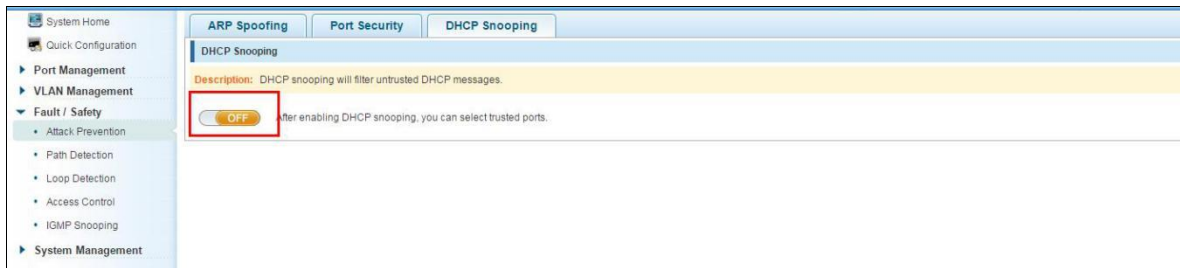 System Home
Quick Configuration
Port Management
VLAN Management
Fault / Safety
Attack Prevention
Path Detection
Loop Detection
Access Control
IGMP Snooping
System Management
ARP Spoofing
Port Security
DHCP Snooping
DHCP Snooping
Description: DHCP snooping will filter untrusted DHCP messages.
OFF
After enabling DHCP snooping, you can select trusted ports.